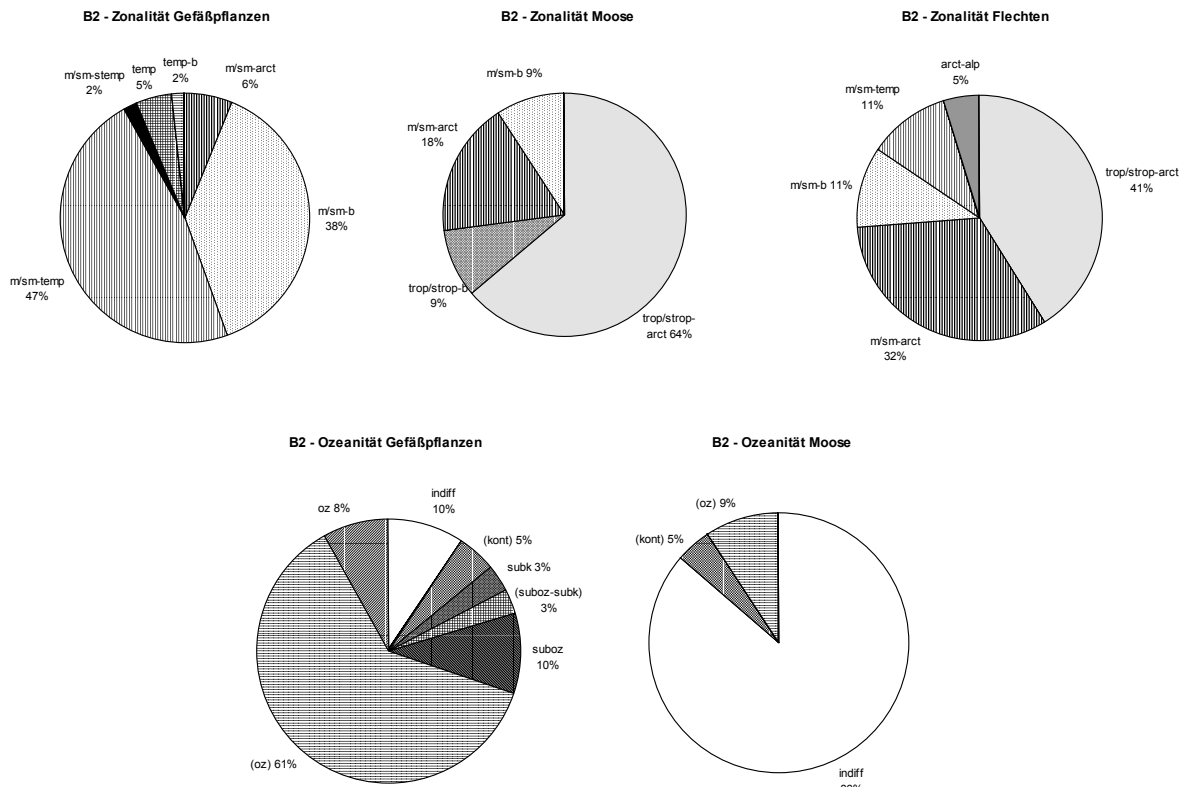 B2 - Zonalität Gefäßpflanzen
m/sm-stemp
2%
temp
5%
temp-b
2%
m/sm-arct
6%
m/sm-b
38%
m/sm-temp
47%
B2 - Zonalität Moose
m/sm-b 9%
m/sm-arct
18%
trop/strop-b
9%
trop/strop-
arct 64%
B2 - Zonalität Flechten
arct-alp
5%
m/sm-temp
11%
m/sm-b 11%
trop/strop-arct
41%
m/sm-arct
32%
B2 - Ozeanität Gefäßpflanzen
oz 8%
indiff
10%
(kont) 5%
subk 3%
(suboz-subk)
3%
suboz
10%
(oz) 61%
B2 - Ozeanität Moose
(oz) 9%
(kont) 5%
indiff